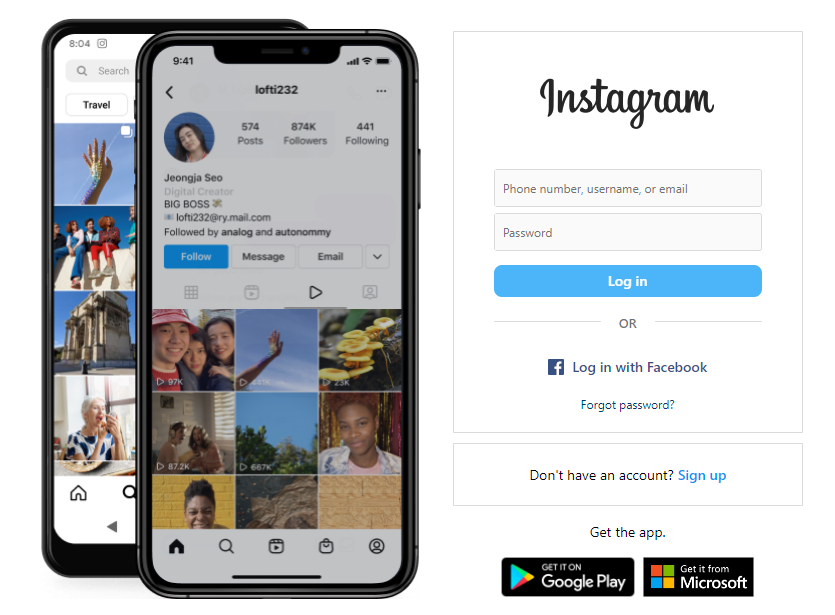 8:04
Search
Travel
9:41
lofti232
574 874K 441
Posts Followers Following
Jeongja Seo
Digital Creator
BIG BOSS
lofti232@ry.mail.com
Followed by analog and autonommy
Follow Message Email
97K 23K
87.2K 667K
Instagram
Phone number, username, or email
Password
Log in
OR
Log in with Facebook
Forgot password?
Don't have an account? Sign up
Get the app.
GET IT ON
Google Play
Get it from
Microsoft